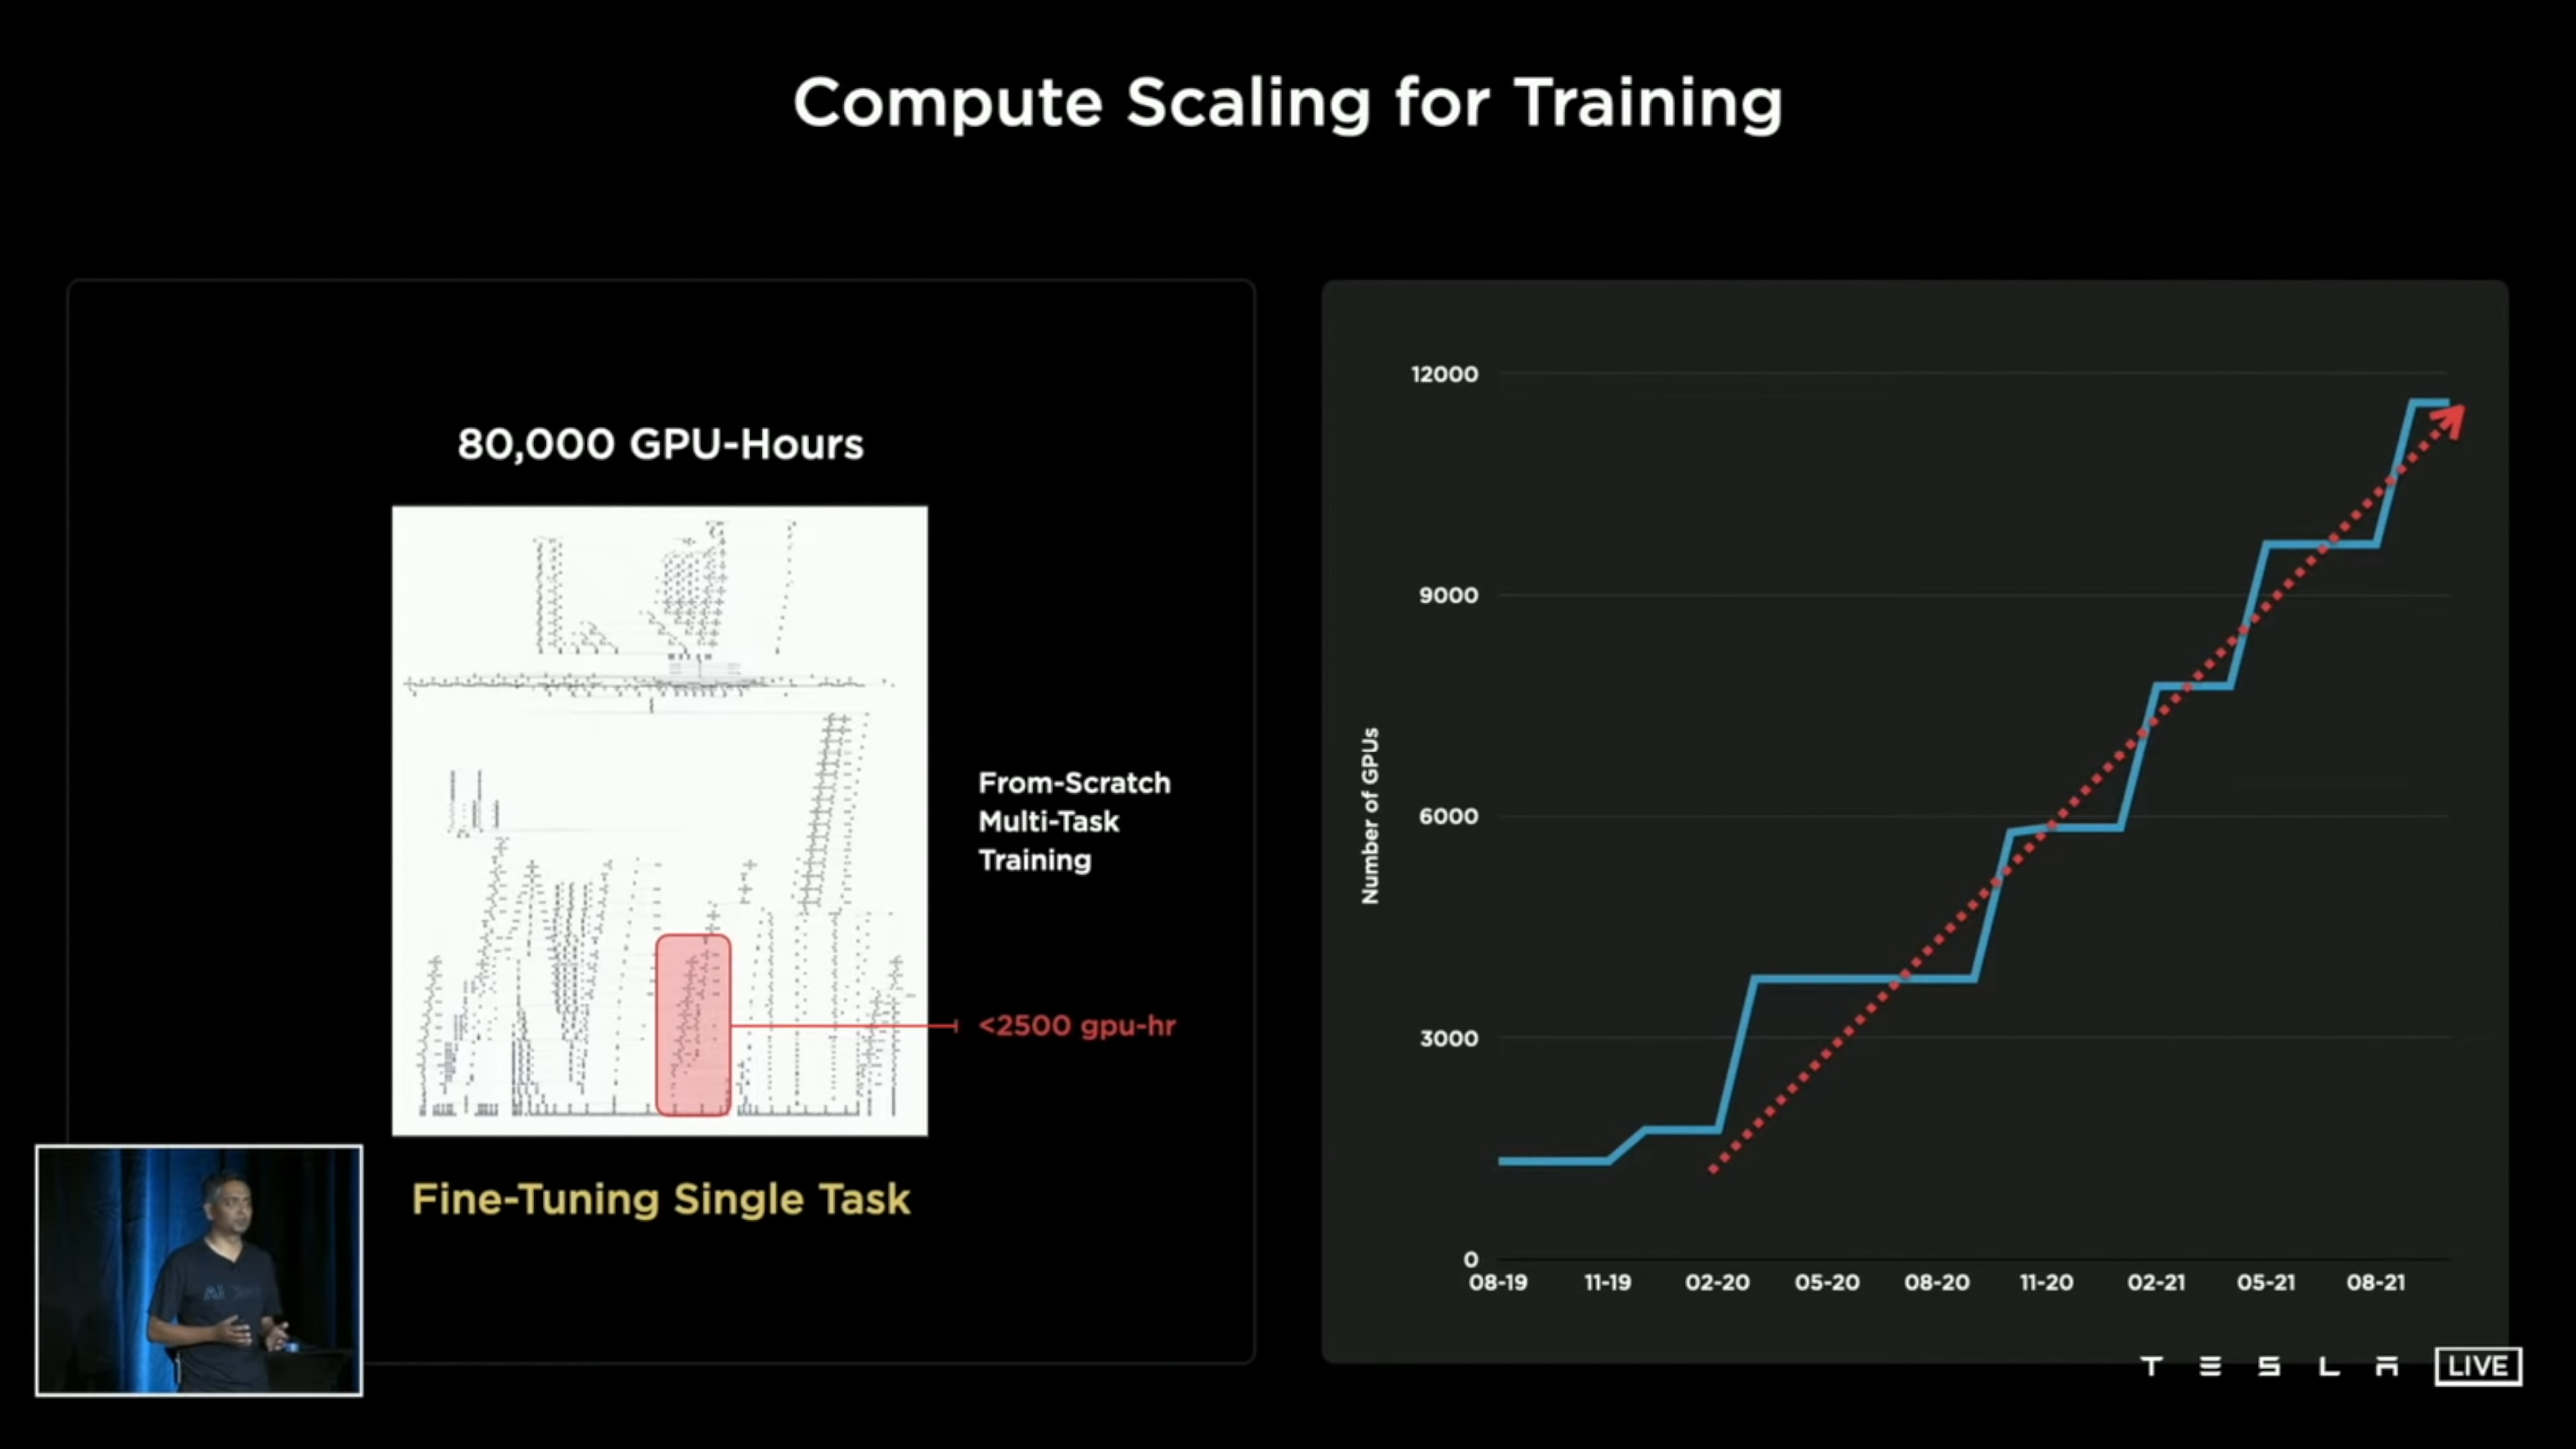 Compute Scaling for Training
80,000 GPU-Hours
From-Scratch
Multi-Task
Training
<2500 gpu-hr
Fine-Tuning Single Task
Number of GPUs
12000
9000
6000
3000
0
08-19 11-19 02-20 05-20 08-20 11-20 02-21 05-21 08-21
TESLA LIVE
AI